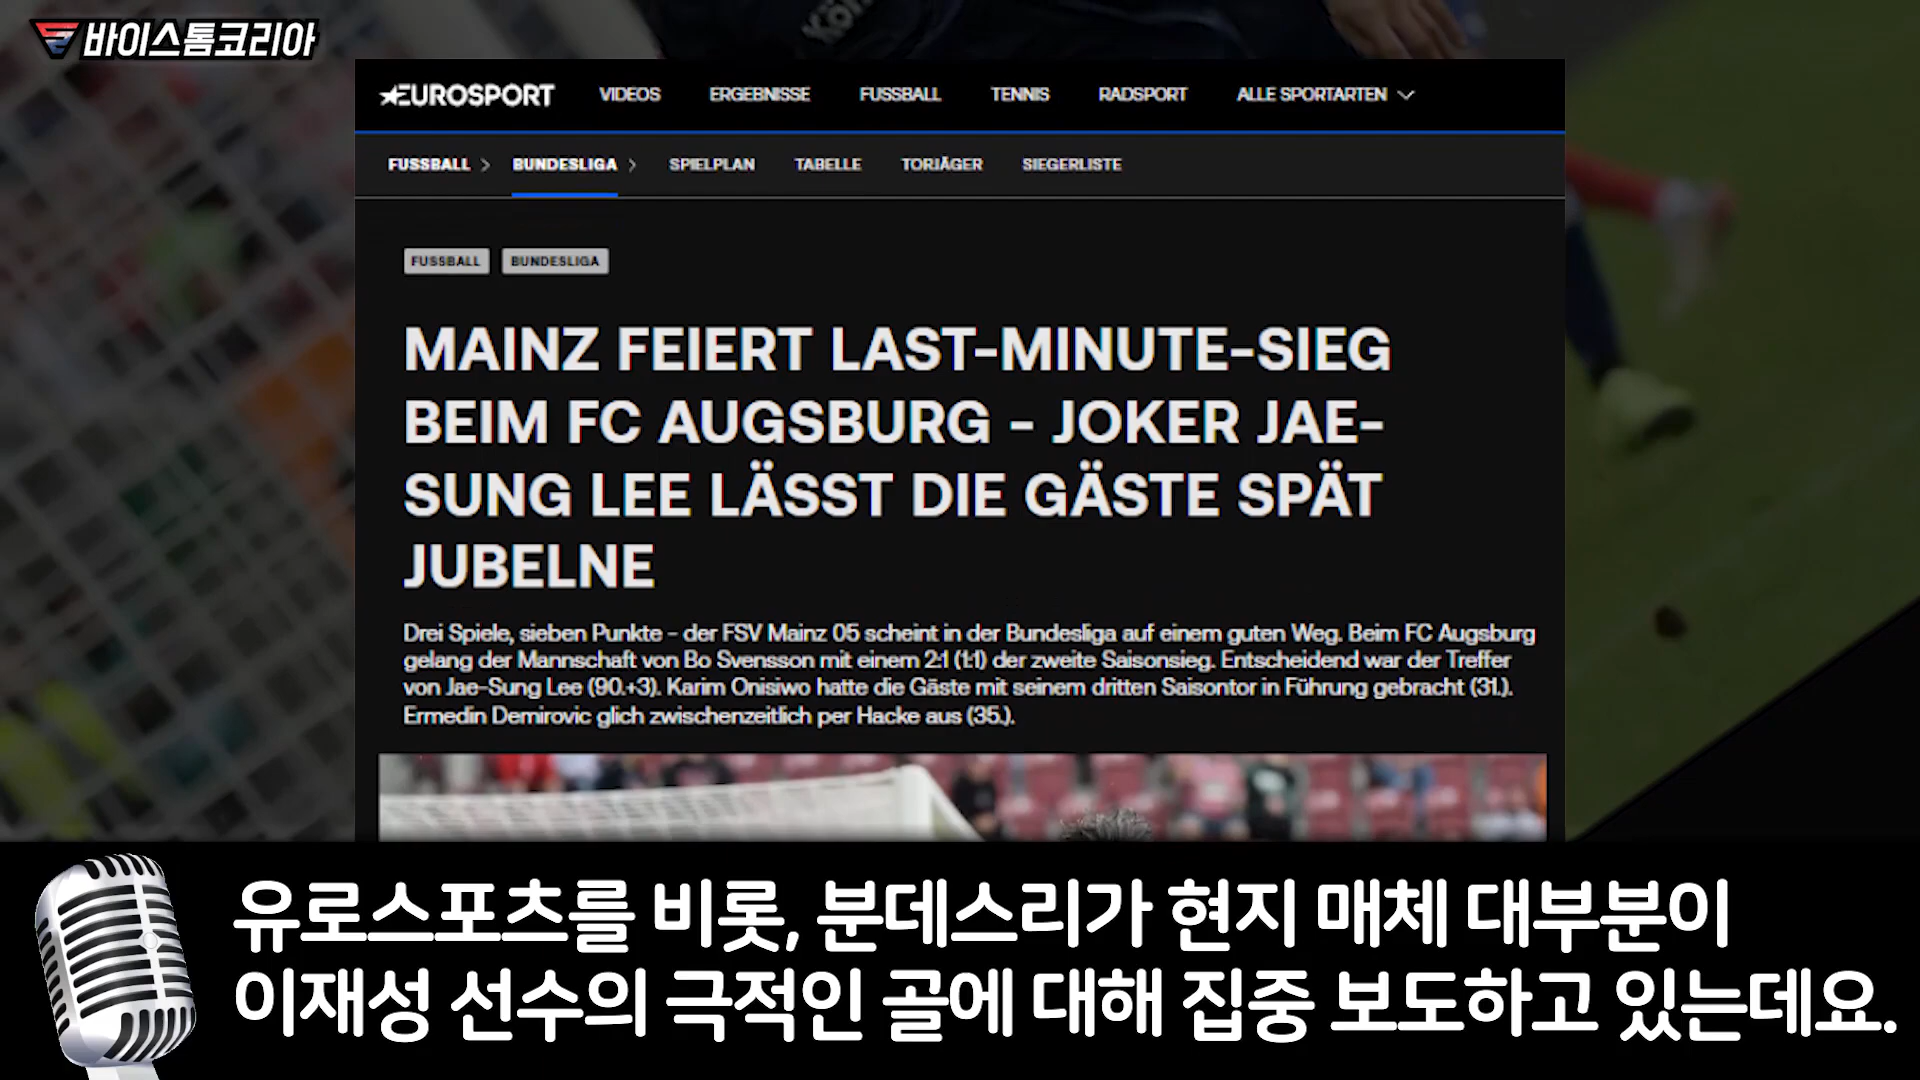 바이스톰코리아
EUROSPORT VIDEOS ERGEBNISSE FUSSBALL TENNIS RADSPORT ALLE SPORTARTEN
FUSSBALL > BUNDESLIGA > SPIELPLAN TABELLE TORJÄGER SIEGERLISTE
FUSSBALL BUNDESLIGA
MAINZ FEIERT LAST-MINUTE-SIEG
BEIM FC AUGSBURG - JOKER JAE-
SUNG LEE LÄSST DIE GÄSTE SPÄT
JUBELNE
Drei Spiele, sieben Punkte - der FSV Mainz 05 scheint in der Bundesliga auf einem guten Weg. Beim FC Augsburg
gelang der Mannschaft von Bo Svensson mit einem 2:1 (1:1) der zweite Saisonsieg. Entscheidend war der Treffer
von Jae-Sung Lee (90.+3). Karim Onisiwo hatte die Gäste mit seinem dritten Saisontor in Führung gebracht (31.).
Ermedin Demirovic glich zwischenzeitlich per Hacke aus (35.).
유로스포츠를 비롯, 분데스리가 현지 매체 대부분이
이재성 선수의 극적인 골에 대해 집중 보도하고 있는데요.